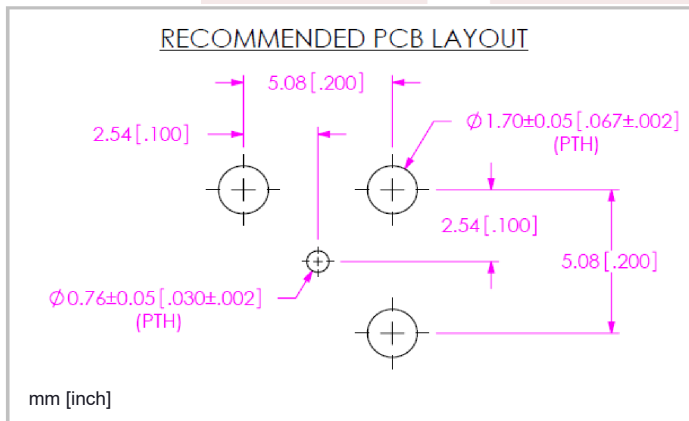 RECOMMENDED PCB LAYOUT
5.08[.200]
2.54[.100]
Ø1.70±0.05[.067±.002]
(PTH)
2.54[.100]
5.08[.200]
Ø0.76±0.05[.030±.002]
(PTH)
mm [inch]